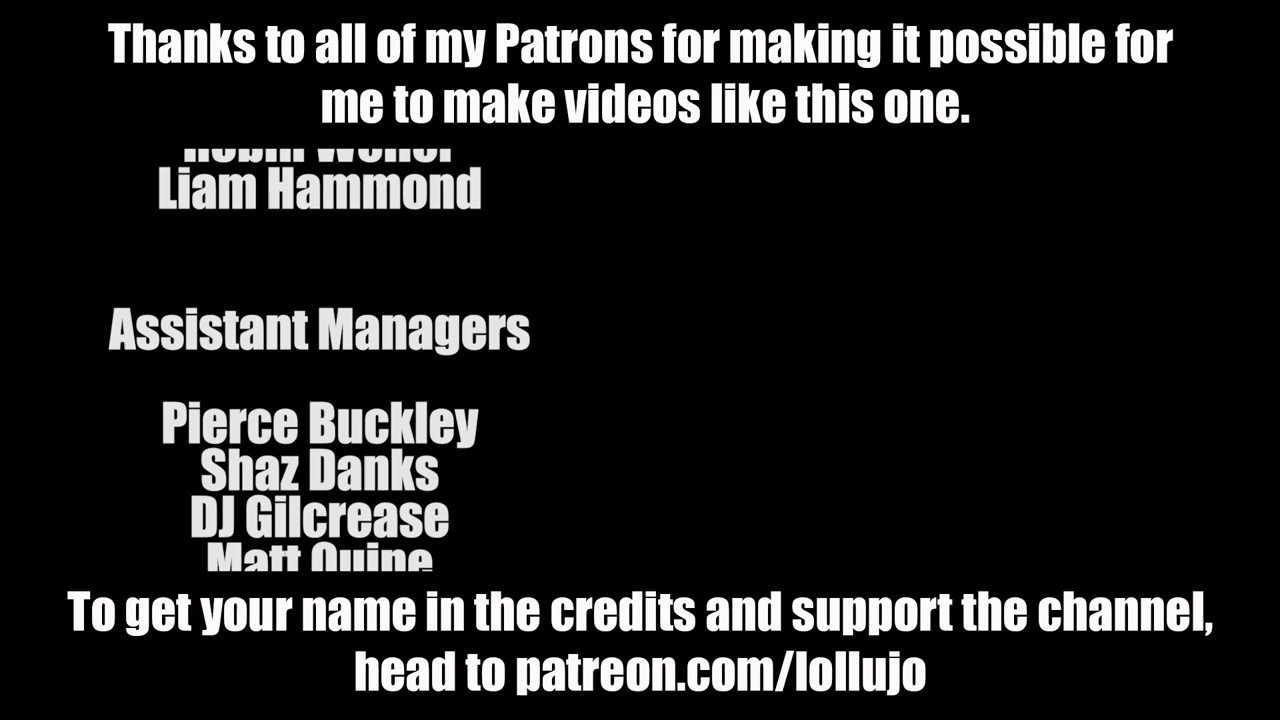 Thanks to all of my Patrons for making it possible for
me to make videos like this one.
Liam Hammond
Assistant Managers
Pierce Buckley
Shaz Danks
DJ Gilcrease
Matt Quine
To get your name in the credits and support the channel,
head to patreon.com/lollujo